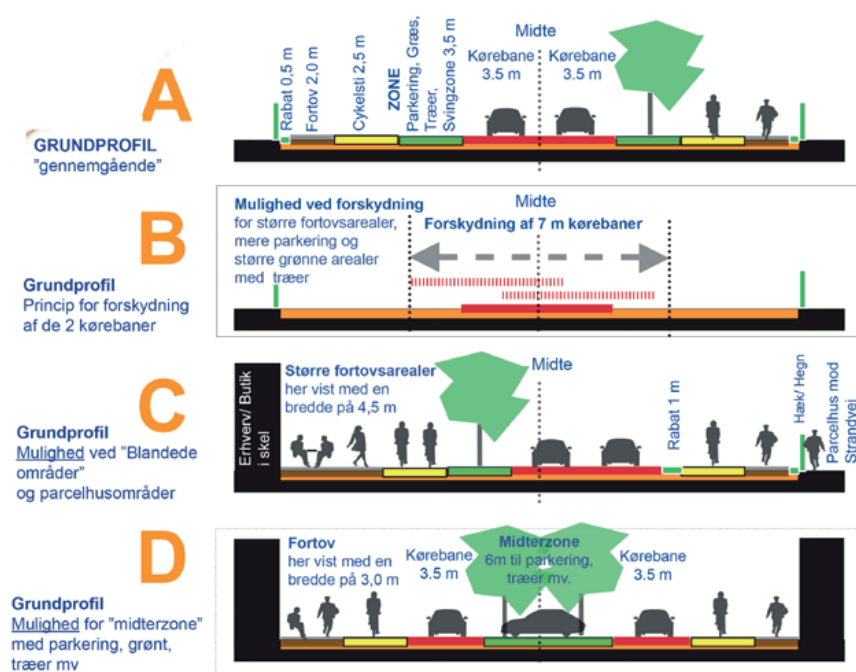 A
GRUNDPROFIL
"gennemgående"
Rabat 0,5 m
Fortov 2,0 m
Cykelsti 2,5 m
ZONE
Parkering, Græs,
Træer,
Svingzone 3,5 m
Midte
Kørebane
3.5 m
Kørebane
3.5 m
B
Grundprofil
Princip for forskydning
af de 2 kørebaner
Mulighed ved forskydning
for større fortovsarealer,
mere parkering og
større grønne arealer
med træer
Midte
Forskydning af 7 m kørebaner
C
Grundprofil
Mulighed ved "Blandede
områder"
og parcelhusområder
Erhverv/ Butik
i skel
Større fortovsarealer
her vist med en
bredde på 4,5 m
Midte
Rabat 1 m
Hæk/ Hegn
Parcelhus mod
Strandvej
D
Grundprofil
Mulighed for "midterzone"
med parkering, grønt,
træer mv
Fortov
her vist med en
bredde på 3,0 m
Kørebane
3.5 m
Midterzone
6m til parkering,
træer mv.
Kørebane
3.5 m